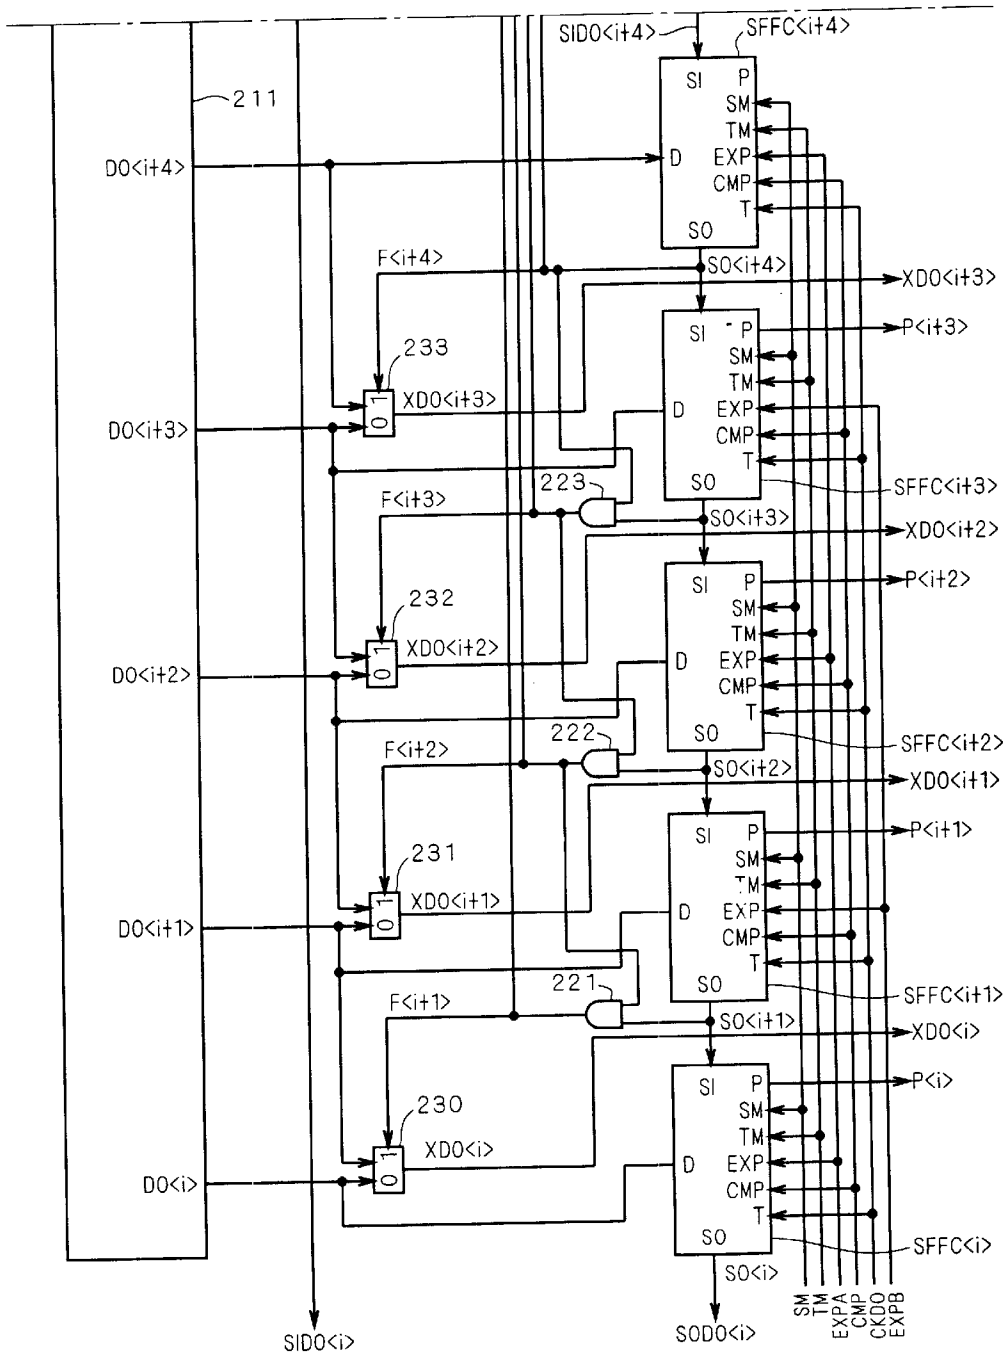 SIDO<i+4>
SFFC<i+4>
211
SI
P
SM
TM
DO<i+4>
D
EXP
CMP
T
SO
F<i+4>
SO<i+4>
XDO<i+3>
SI
P
P<i+3>
233
SM
TM
0 1
XDO<i+3>
EXP
DO<i+3>
D
CMP
T
223
SO
SFFC<i+3>
F<i+3>
SO<i+3>
XDO<i+2>
SI
P
P<i+2>
232
SM
TM
0 1
XDO<i+2>
EXP
DO<i+2>
D
CMP
T
222
SO
SFFC<i+2>
F<i+2>
SO<i+2>
XDO<i+1>
SI
P
P<i+1>
231
SM
TM
0 1
XDO<i+1>
EXP
DO<i+1>
D
CMP
T
221
SO
SFFC<i+1>
F<i+1>
SO<i+1>
XDO<i>
SI
P
P<i>
230
SM
TM
0 1
XDO<i>
D
EXP
DO<i>
CMP
T
SO
SFFC<i>
SO<i>
SM
TM
EXPA
CMP
CKDO
EXPB
SIDO<i>
SODO<i>